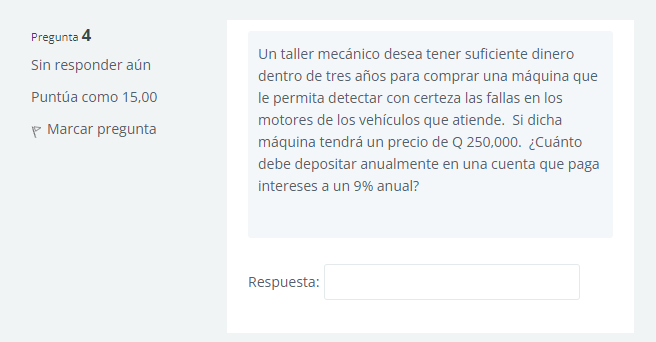 Pregunta 4
Sin responder aún
Puntúa como 15,00
Marcar pregunta
Un taller mecánico desea tener suficiente dinero
dentro de tres años para comprar una máquina que
le permita detectar con certeza las fallas en los
motores de los vehículos que atiende. Si dicha
máquina tendrá un precio de Q 250,000. ¿Cuánto
debe depositar anualmente en una cuenta que paga
intereses a un 9% anual?
Respuesta: